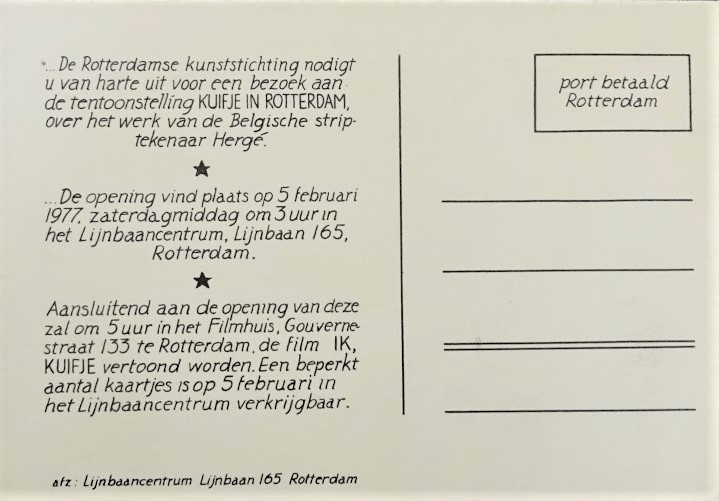 ... De Rotterdamse kunststichting nodigt
u van harte uit voor een bezoek aan
de tentoonstelling KUIFJE IN ROTTERDAM,
over het werk van de Belgische strip-
tekenaar Hergé.
... De opening vind plaats op 5 februari
1977, zaterdagmiddag om 3 uur in
het Lijnbaancentrum, Lijnbaan 165,
Rotterdam.
Aansluitend aan de opening van deze
zal om 5 uur in het Filmhuis, Gouverne-
straat 133 te Rotterdam, de film IK,
KUIFJE vertoond worden. Een beperkt
aantal kaartjes is op 5 februari in
het Lijnbaancentrum verkrijgbaar.
afz: Lijnbaancentrum Lijnbaan 165 Rotterdam
port betaald
Rotterdam